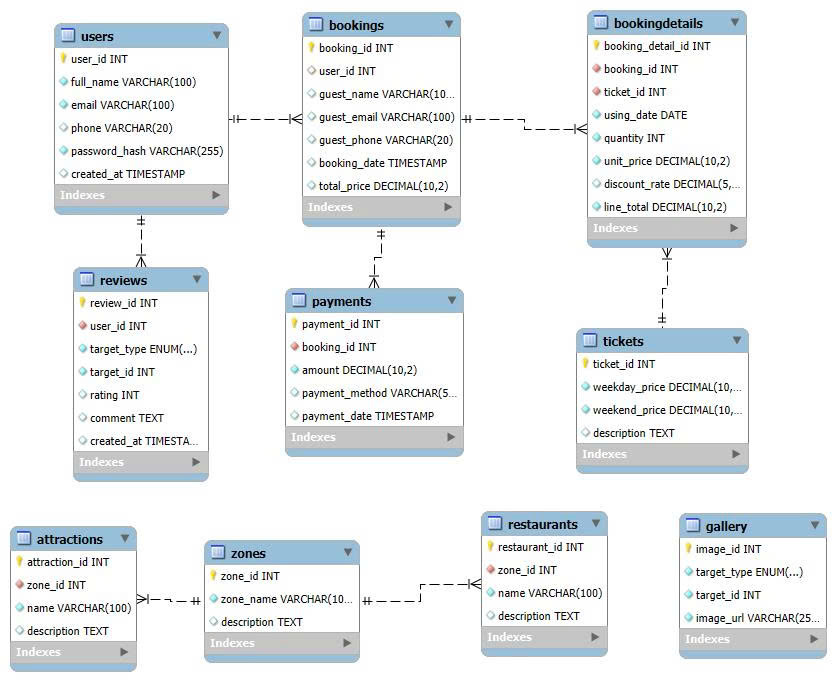 users
user_id INT
full_name VARCHAR(100)
email VARCHAR(100)
phone VARCHAR(20)
password_hash VARCHAR(255)
created_at TIMESTAMP
Indexes
bookings
booking_id INT
user_id INT
guest_name VARCHAR(10...
guest_email VARCHAR(100)
guest_phone VARCHAR(20)
booking_date TIMESTAMP
total_price DECIMAL(10,2)
Indexes
bookingdetails
booking_detail_id INT
booking_id INT
ticket_id INT
using_date DATE
quantity INT
unit_price DECIMAL(10,2)
discount_rate DECIMAL(5,...
line_total DECIMAL(10,2)
Indexes
reviews
review_id INT
user_id INT
target_type ENUM(...)
target_id INT
rating INT
comment TEXT
created_at TIMESTA...
Indexes
payments
payment_id INT
booking_id INT
amount DECIMAL(10,2)
payment_method VARCHAR(5...
payment_date TIMESTAMP
Indexes
tickets
ticket_id INT
weekday_price DECIMAL(10,...
weekend_price DECIMAL(10,...
description TEXT
Indexes
attractions
attraction_id INT
zone_id INT
name VARCHAR(100)
description TEXT
Indexes
zones
zone_id INT
zone_name VARCHAR(10...
description TEXT
Indexes
restaurants
restaurant_id INT
zone_id INT
name VARCHAR(100)
description TEXT
Indexes
gallery
image_id INT
target_type ENUM(...)
target_id INT
image_url VARCHAR(25...
Indexes